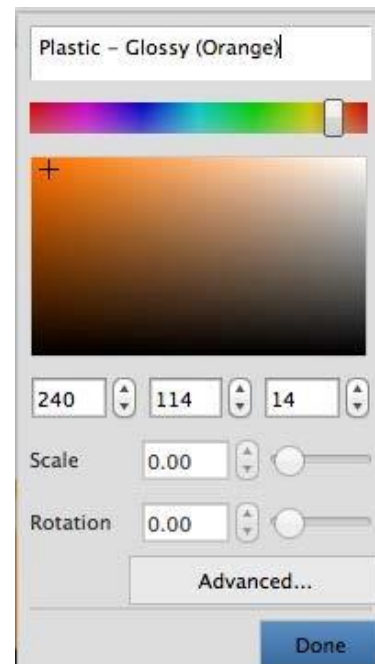 Plastic – Glossy (Orange)
240 114 14
Scale 0.00
Rotation 0.00
Advanced...
Done